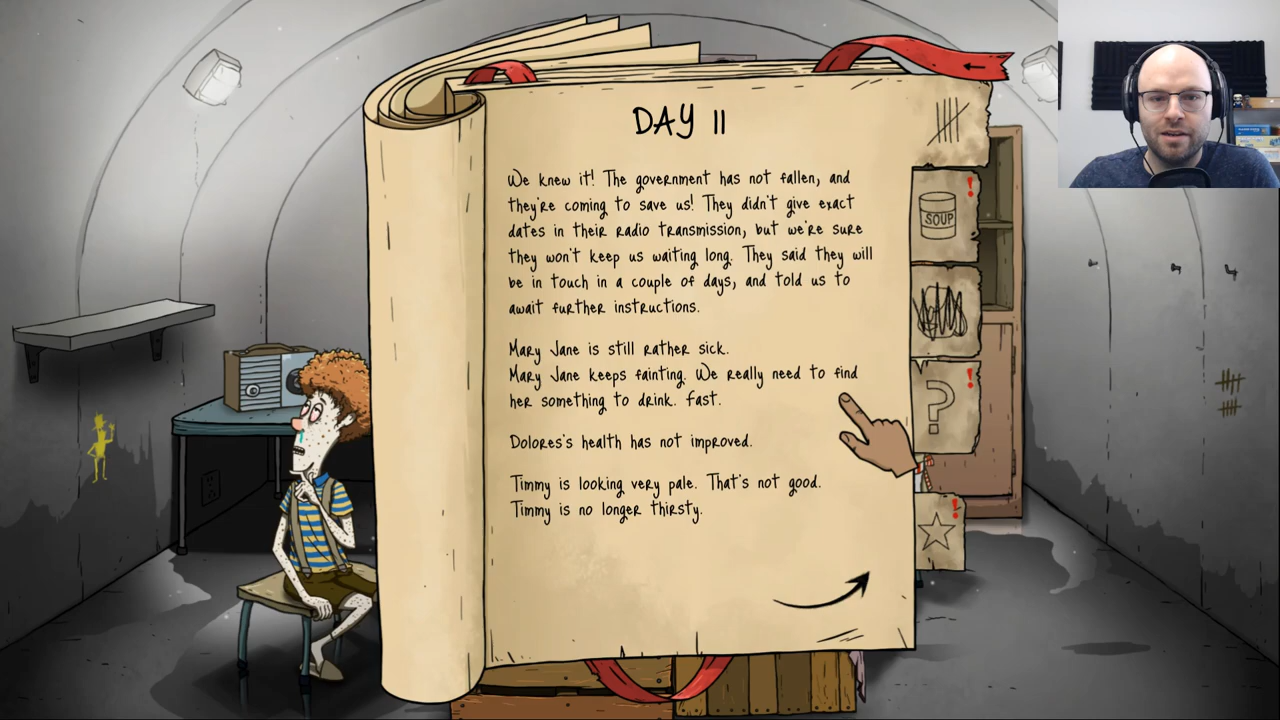 DAY 11
We knew it! The government has not fallen, and
they're coming to save us! They didn't give exact
dates in their radio transmission, but we're sure
they won't keep us waiting long. They said they will
be in touch in a couple of days, and told us to
await further instructions.
Mary Jane is still rather sick.
Mary Jane keeps fainting. We really need to find
her something to drink. Fast.
Dolores's health has not improved.
Timmy is looking very pale. That's not good.
Timmy is no longer thirsty.
!
SOUP
!
?
!